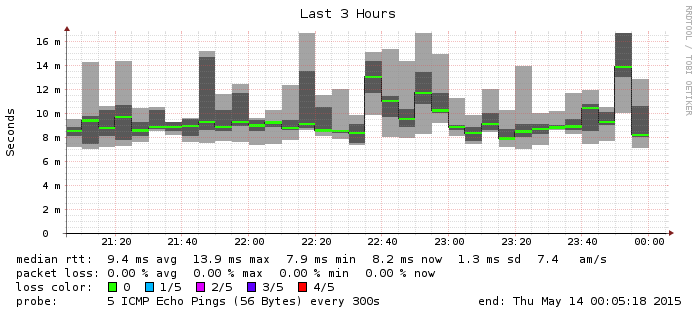 Last 3 Hours
RRDTOOL / TOBI OETIKER
Seconds
16 m
14 m
12 m
10 m
8 m
6 m
4 m
2 m
0
21:20 21:40 22:00 22:20 22:40 23:00 23:20 23:40 00:00
median rtt: 9.4 ms avg 13.9 ms max 7.9 ms min 8.2 ms now 1.3 ms sd 7.4 am/s
packet loss: 0.00 % avg 0.00 % max 0.00 % min 0.00 % now
loss color: 0 1/5 2/5 3/5 4/5
probe: 5 ICMP Echo Pings (56 Bytes) every 300s end: Thu May 14 00:05:18 2015